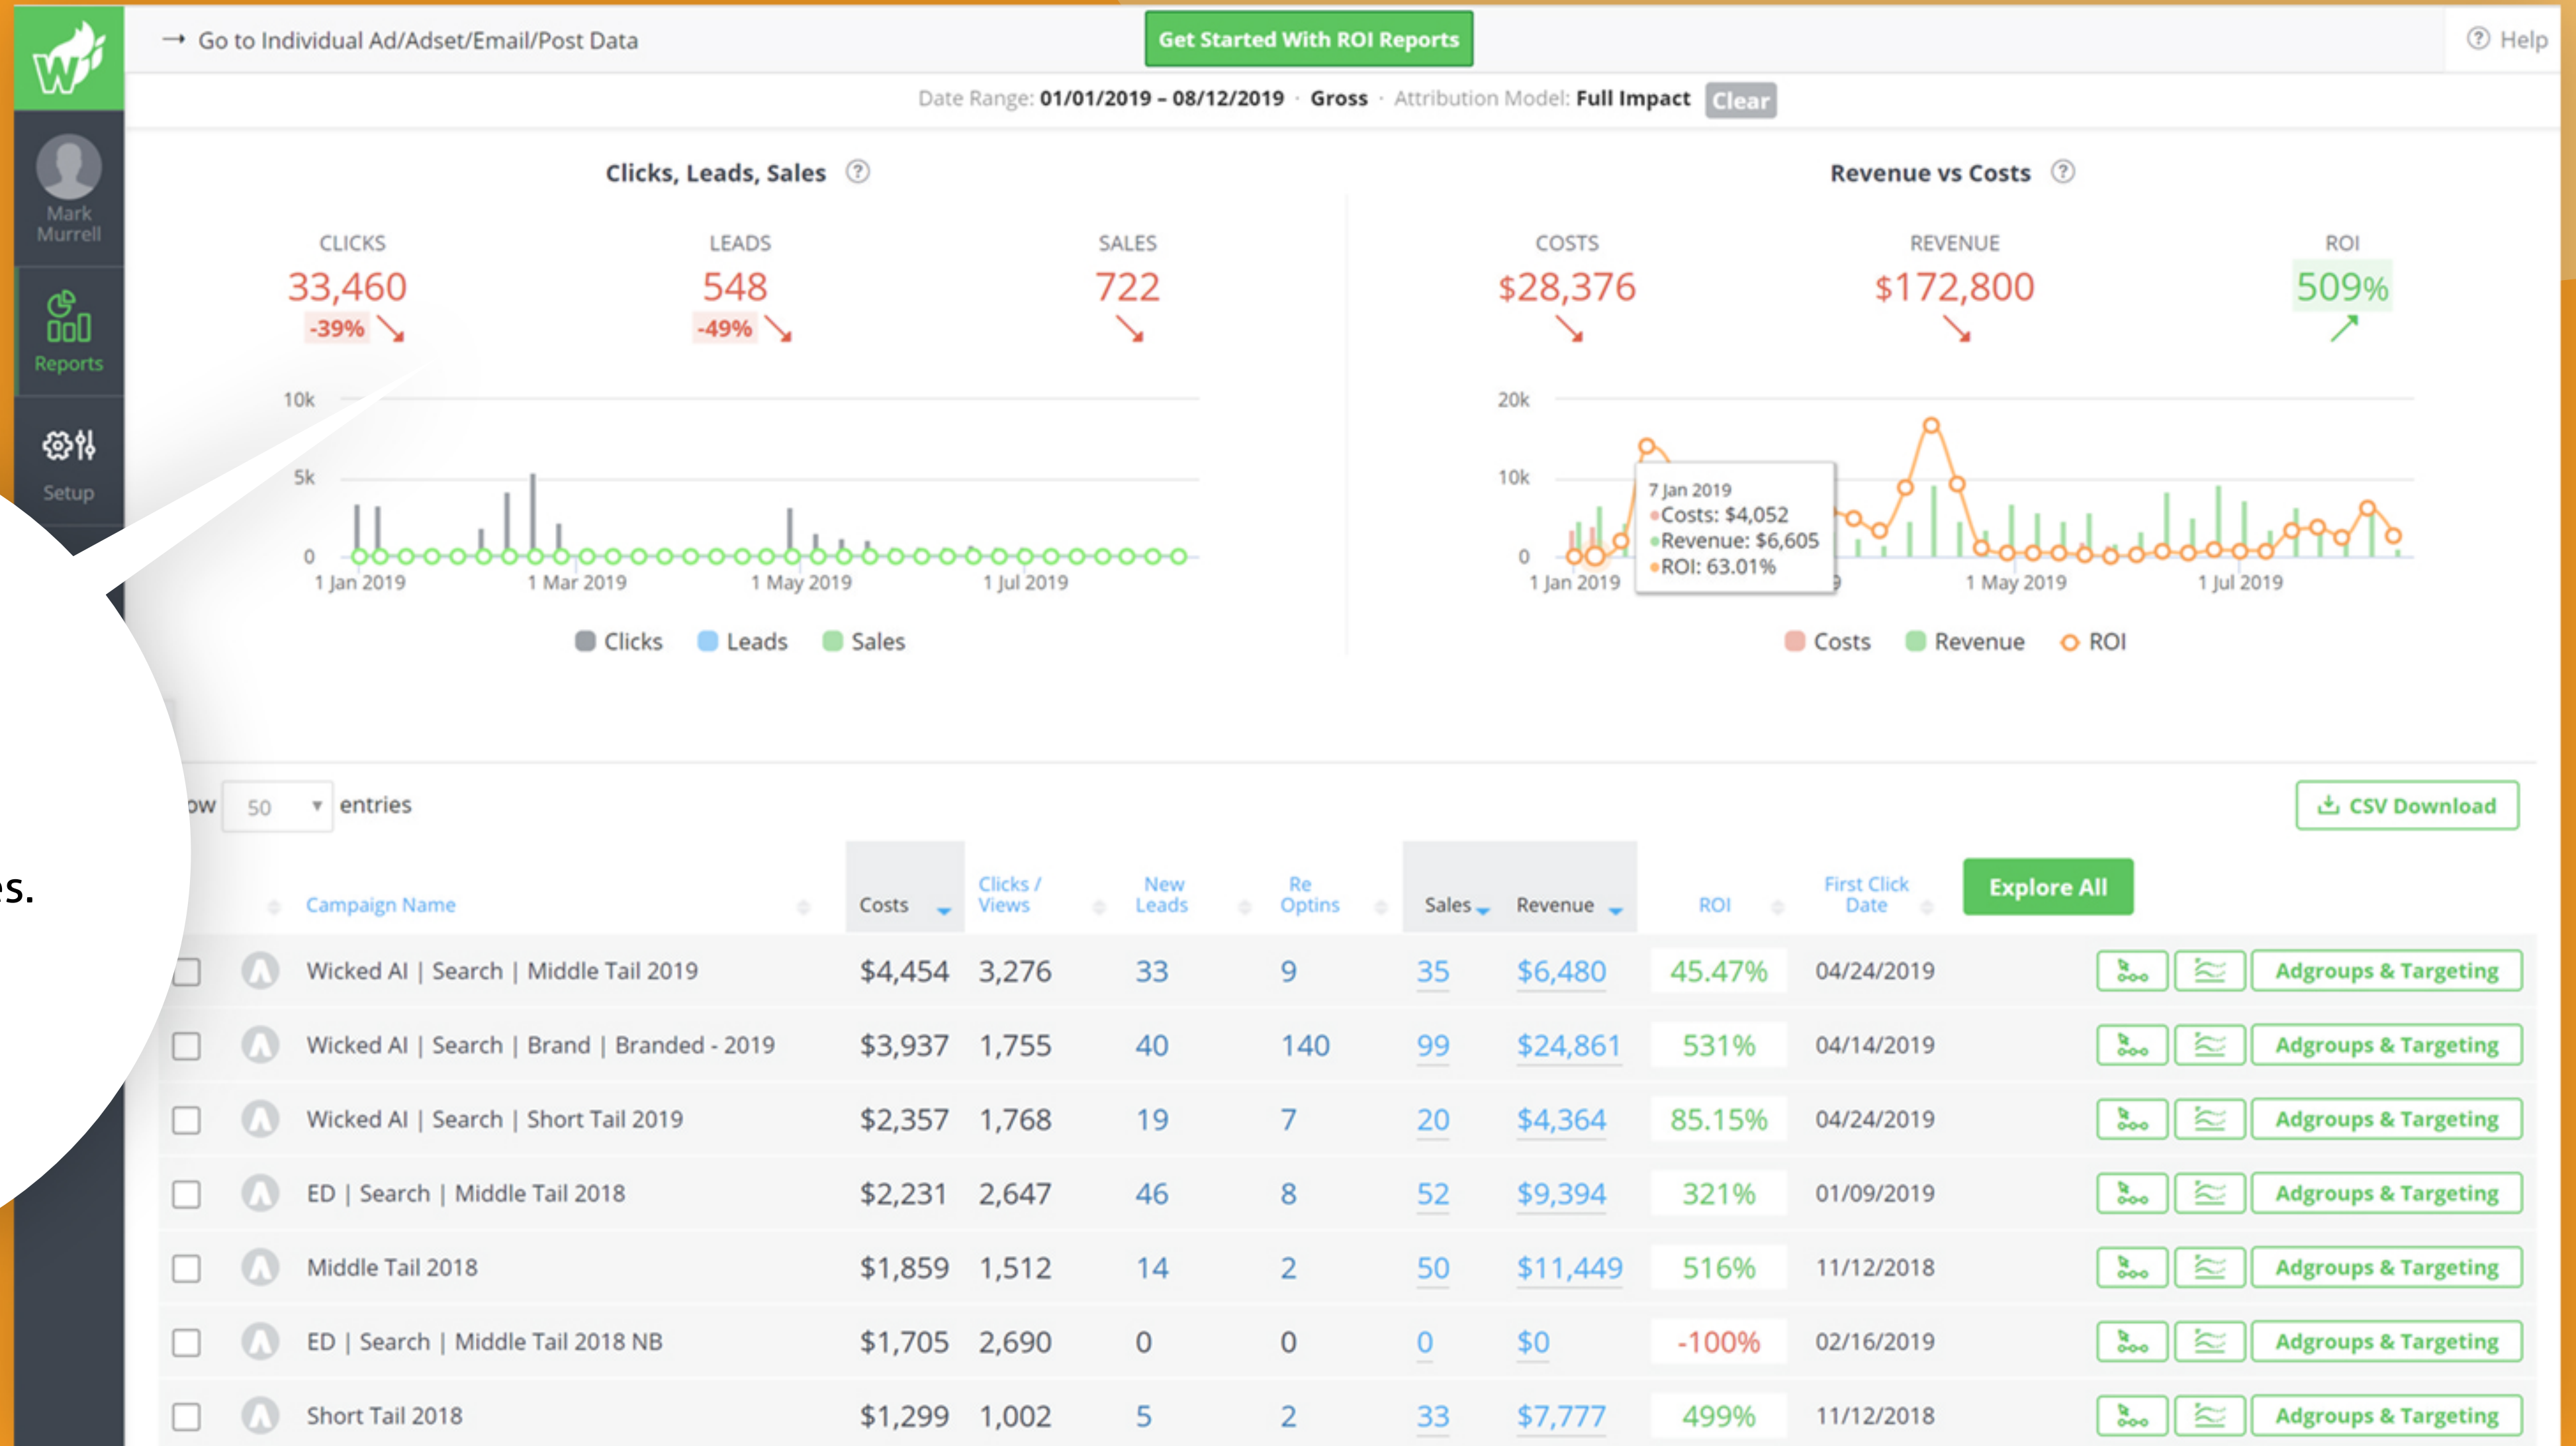 → Go to Individual Ad/Adset/Email/Post Data
Get Started With ROI Reports
Help
Date Range: 01/01/2019 – 08/12/2019 · Gross · Attribution Model: Full Impact Clear
Mark
Murrell
Reports
Setup
Clicks, Leads, Sales
CLICKS LEADS SALES
33,460 548 722
-39% -49%
10k
5k
0
1 Jan 2019 1 Mar 2019 1 May 2019 1 Jul 2019
Clicks Leads Sales
Revenue vs Costs
COSTS REVENUE ROI
$28,376 $172,800 509%
20k
10k
0
7 Jan 2019
Costs: $4,052
Revenue: $6,605
ROI: 63.01%
1 Jan 2019 9 1 May 2019 1 Jul 2019
Costs Revenue ROI
es.
ow 50 entries
CSV Download
Campaign Name Costs Clicks / Views New Leads Re Optins Sales Revenue ROI First Click Date Explore All
Wicked AI | Search | Middle Tail 2019 $4,454 3,276 33 9 35 $6,480 45.47% 04/24/2019 Adgroups & Targeting
Wicked AI | Search | Brand | Branded - 2019 $3,937 1,755 40 140 99 $24,861 531% 04/14/2019 Adgroups & Targeting
Wicked AI | Search | Short Tail 2019 $2,357 1,768 19 7 20 $4,364 85.15% 04/24/2019 Adgroups & Targeting
ED | Search | Middle Tail 2018 $2,231 2,647 46 8 52 $9,394 321% 01/09/2019 Adgroups & Targeting
Middle Tail 2018 $1,859 1,512 14 2 50 $11,449 516% 11/12/2018 Adgroups & Targeting
ED | Search | Middle Tail 2018 NB $1,705 2,690 0 0 0 $0 -100% 02/16/2019 Adgroups & Targeting
Short Tail 2018 $1,299 1,002 5 2 33 $7,777 499% 11/12/2018 Adgroups & Targeting